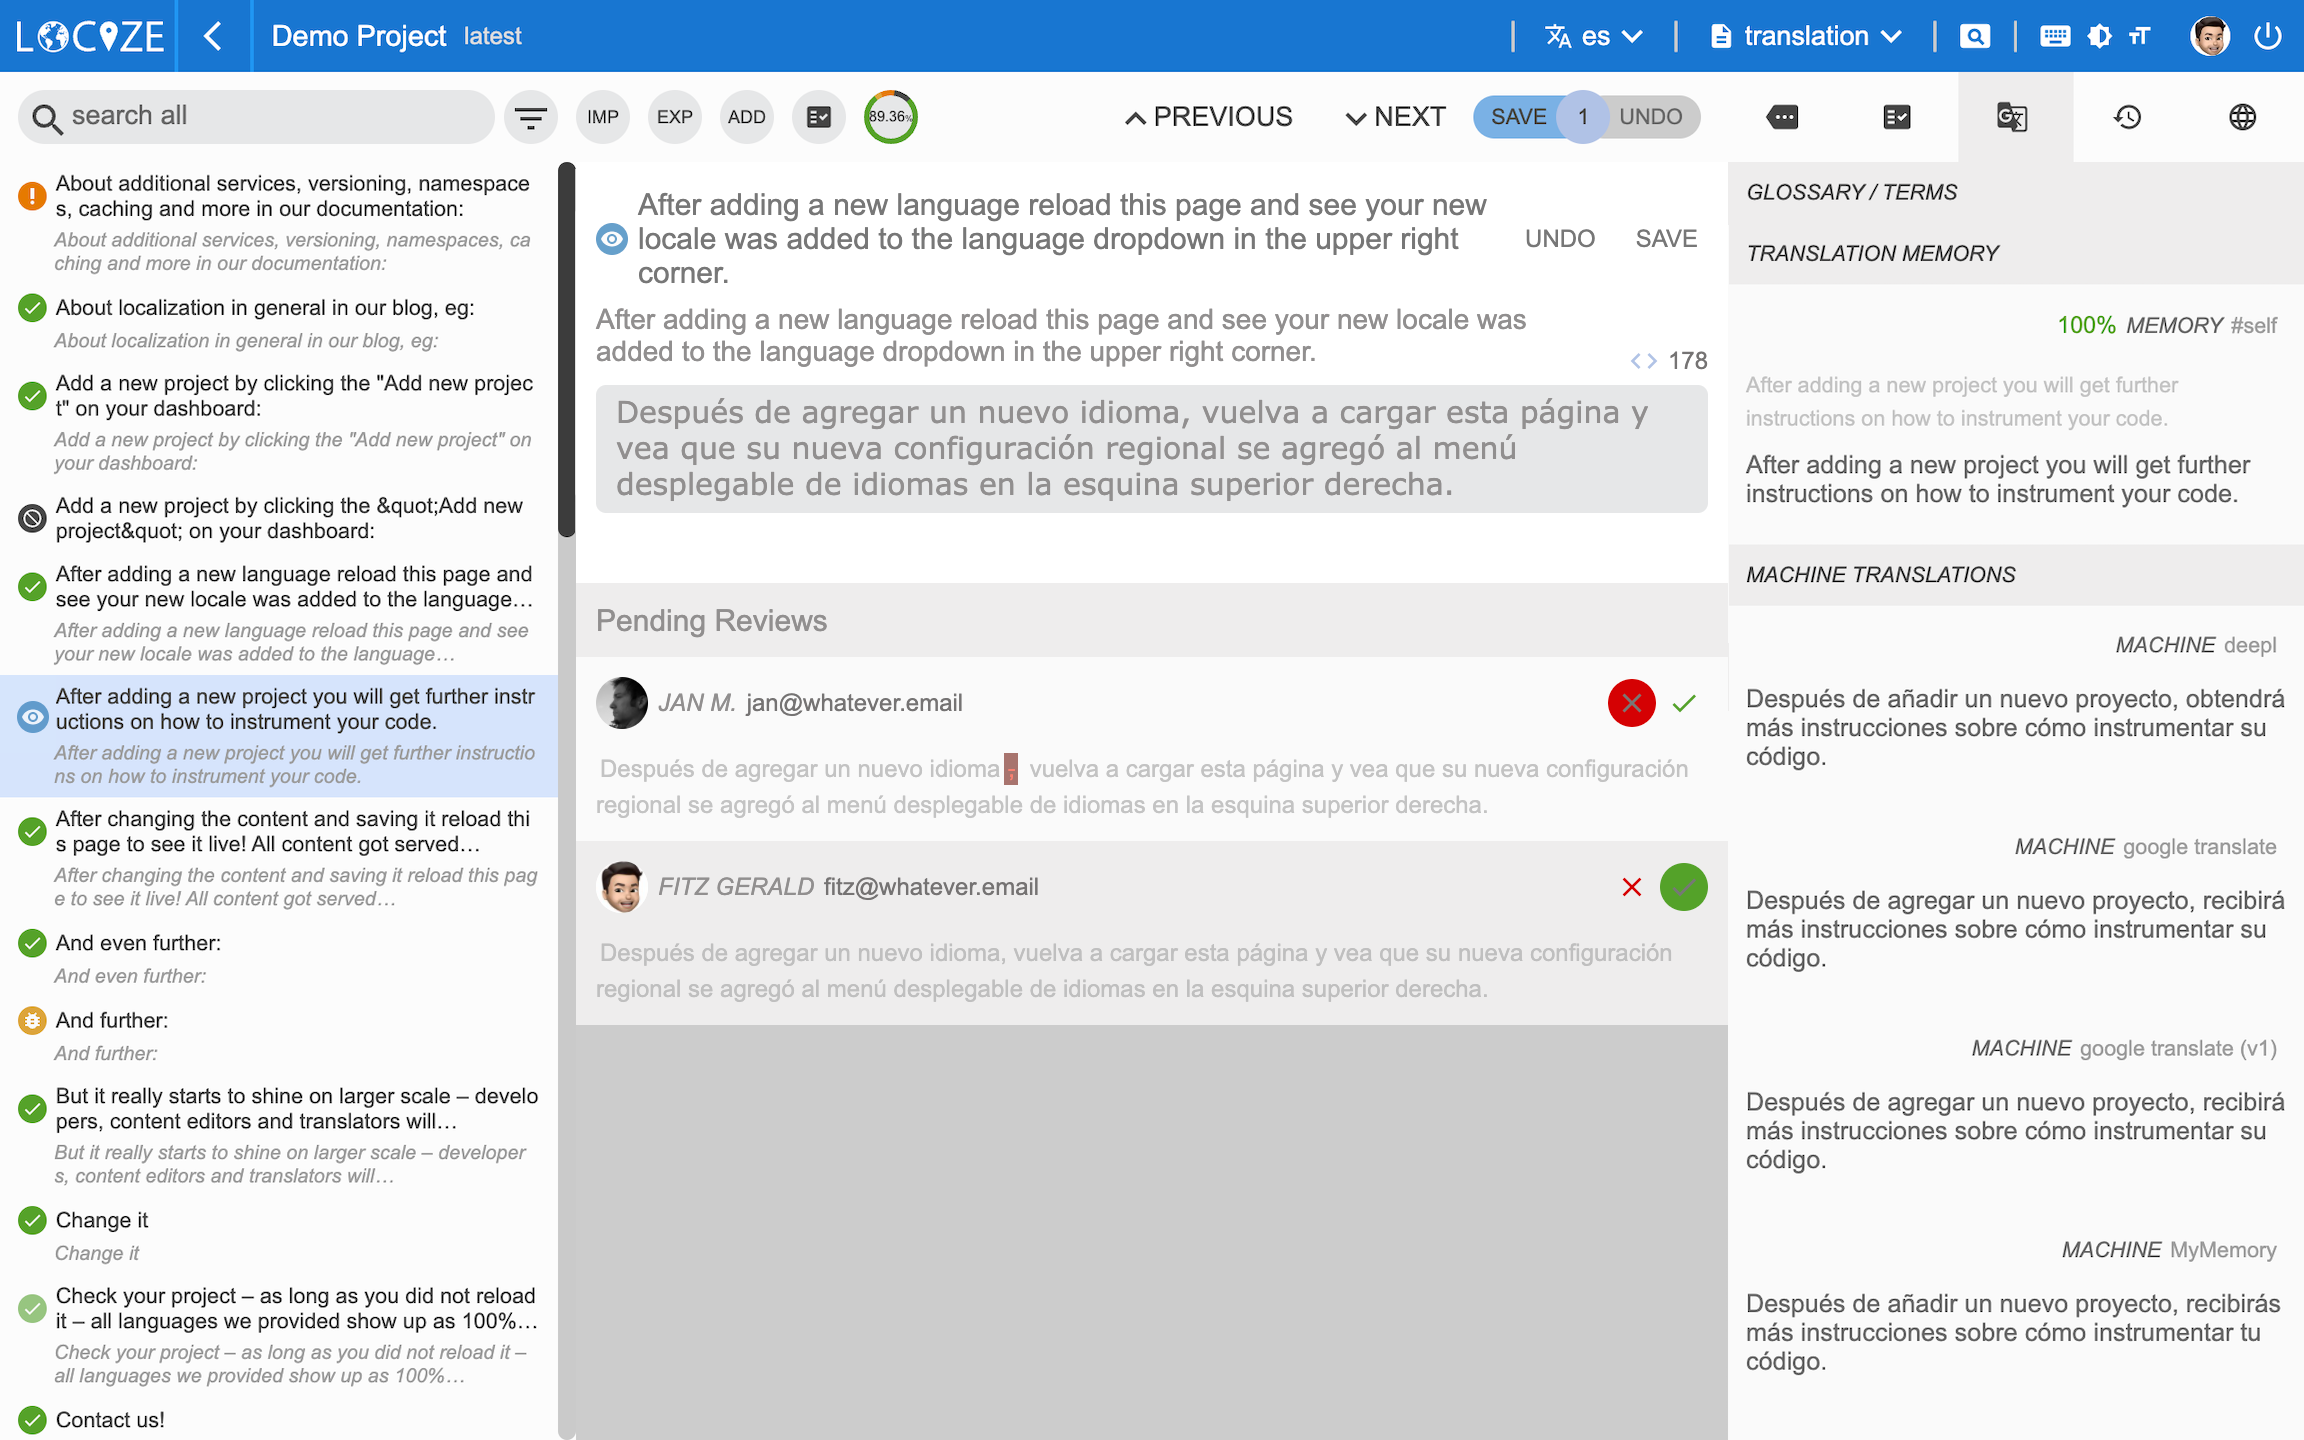 LOCIZE
Demo Project latest
es
translation
search all
IMP
EXP
ADD
89.36%
PREVIOUS
NEXT
SAVE 1 UNDO
About additional services, versioning, namespace
s, caching and more in our documentation:
About additional services, versioning, namespaces, ca
ching and more in our documentation:
About localization in general in our blog, eg:
About localization in general in our blog, eg:
Add a new project by clicking the "Add new projec
t" on your dashboard:
Add a new project by clicking the "Add new project" on
your dashboard:
Add a new project by clicking the &quot;Add new
project&quot; on your dashboard:
After adding a new language reload this page and
see your new locale was added to the language…
After adding a new language reload this page and see
your new locale was added to the language…
After adding a new project you will get further instr
uctions on how to instrument your code.
After adding a new project you will get further instructio
ns on how to instrument your code.
After changing the content and saving it reload thi
s page to see it live! All content got served…
After changing the content and saving it reload this pag
e to see it live! All content got served…
And even further:
And even further:
And further:
And further:
But it really starts to shine on larger scale – develo
pers, content editors and translators will…
But it really starts to shine on larger scale – developer
s, content editors and translators will…
Change it
Change it
Check your project – as long as you did not reload
it – all languages we provided show up as 100%…
Check your project – as long as you did not reload it –
all languages we provided show up as 100%…
Contact us!
After adding a new language reload this page and see your new
locale was added to the language dropdown in the upper right
corner.
UNDO SAVE
After adding a new language reload this page and see your new locale was
added to the language dropdown in the upper right corner.
<> 178
Después de agregar un nuevo idioma, vuelva a cargar esta página y
vea que su nueva configuración regional se agregó al menú
desplegable de idiomas en la esquina superior derecha.
Pending Reviews
JAN M. jan@whatever.email
Después de agregar un nuevo idioma, vuelva a cargar esta página y vea que su nueva configuración
regional se agregó al menú desplegable de idiomas en la esquina superior derecha.
FITZ GERALD fitz@whatever.email
Después de agregar un nuevo idioma, vuelva a cargar esta página y vea que su nueva configuración
regional se agregó al menú desplegable de idiomas en la esquina superior derecha.
GLOSSARY / TERMS
TRANSLATION MEMORY
100% MEMORY #self
After adding a new project you will get further
instructions on how to instrument your code.
After adding a new project you will get further
instructions on how to instrument your code.
MACHINE TRANSLATIONS
MACHINE deepl
Después de añadir un nuevo proyecto, obtendrá
más instrucciones sobre cómo instrumentar su
código.
MACHINE google translate
Después de agregar un nuevo proyecto, recibirá
más instrucciones sobre cómo instrumentar su
código.
MACHINE google translate (v1)
Después de agregar un nuevo proyecto, recibirá
más instrucciones sobre cómo instrumentar su
código.
MACHINE MyMemory
Después de añadir un nuevo proyecto, recibirás
más instrucciones sobre cómo instrumentar tu
código.